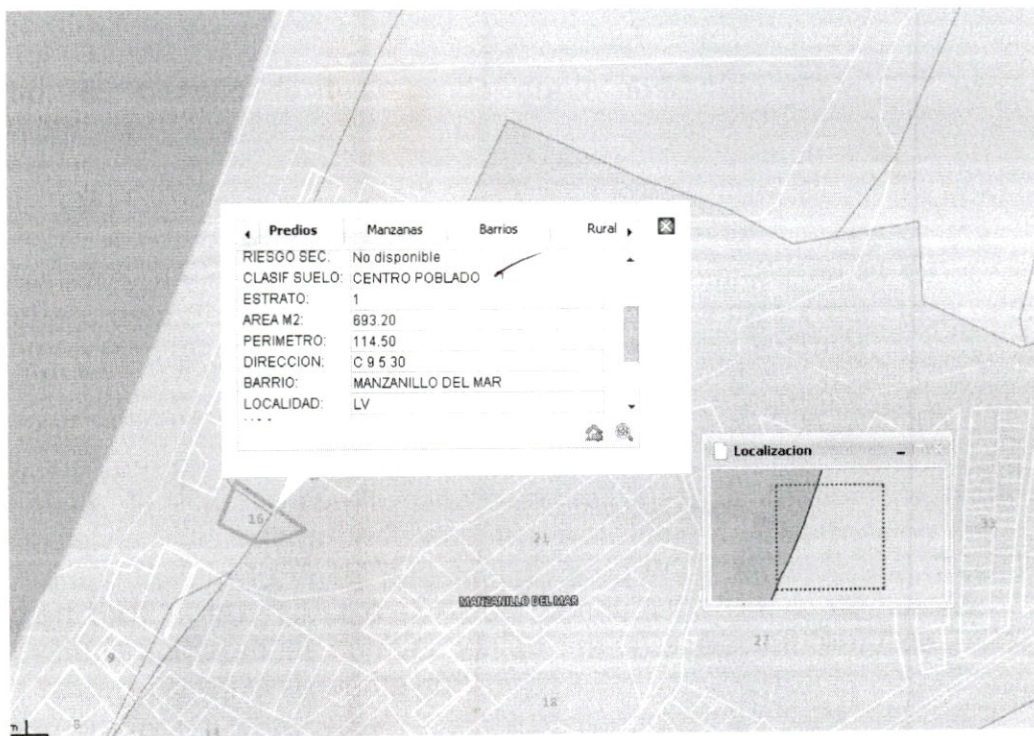 Predios Manzanas Barrios Rural
RIESGO SEC: No disponible
CLASIF SUELO: CENTRO POBLADO
ESTRATO: 1
AREA M2: 693.20
PERIMETRO: 114.50
DIRECCION: C 9 5 30
BARRIO: MANZANILLO DEL MAR
LOCALIDAD: LV
Localizacion
16
21
33
MANZANILLO DEL MAR
27
9
18
8